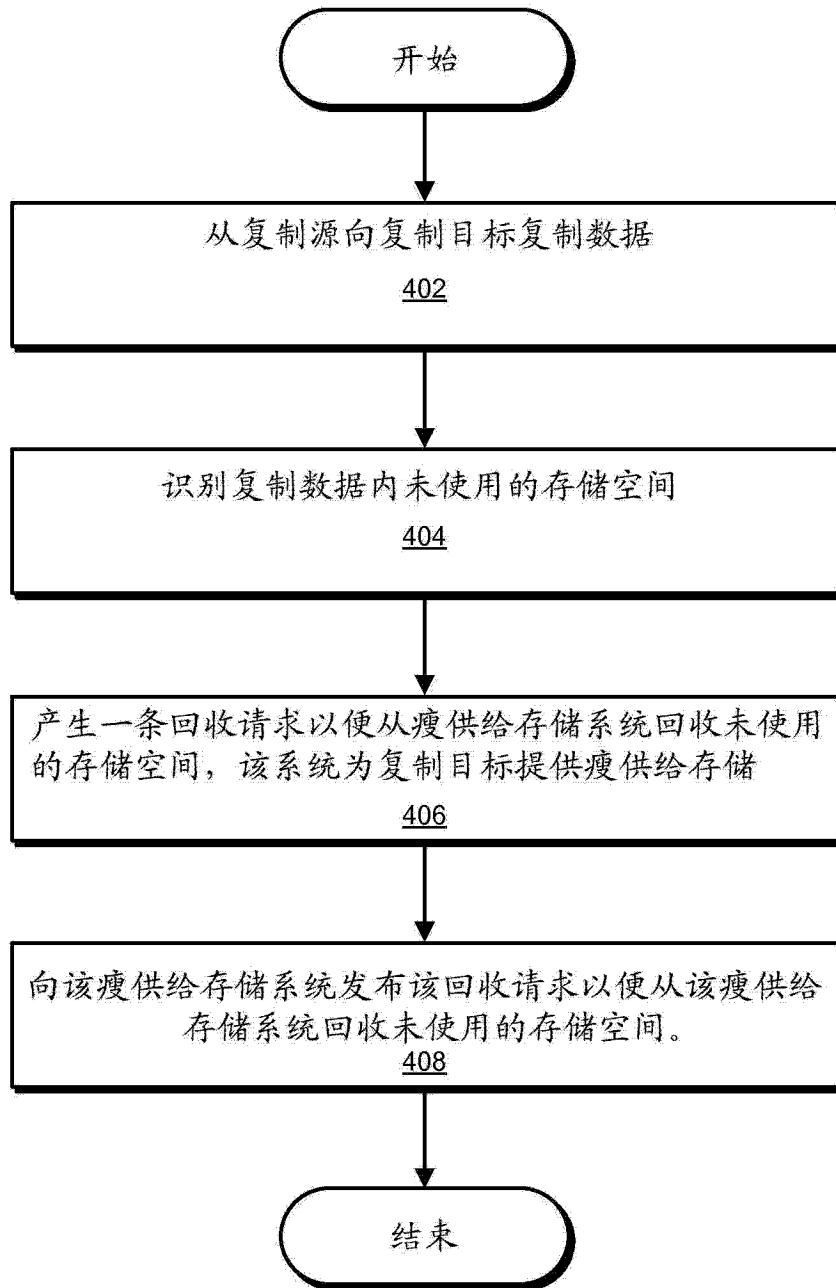 开始
从复制源向复制目标复制数据
402
识别复制数据内未使用的存储空间
404
产生一条回收请求以便从瘦供给存储系统回收未使用
的存储空间，该系统为复制目标提供瘦供给存储
406
向该瘦供给存储系统发布该回收请求以便从该瘦供给
存储系统回收未使用的存储空间。
408
结束